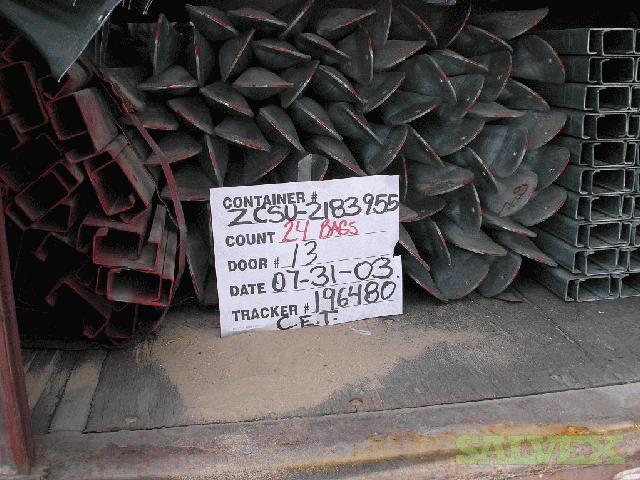 CONTAINER #
ZCSU-2183955
COUNT 24 BAGS
DOOR # 13
DATE 07-31-03.
TRACKER # 196480
C.E.T.
SALVEX